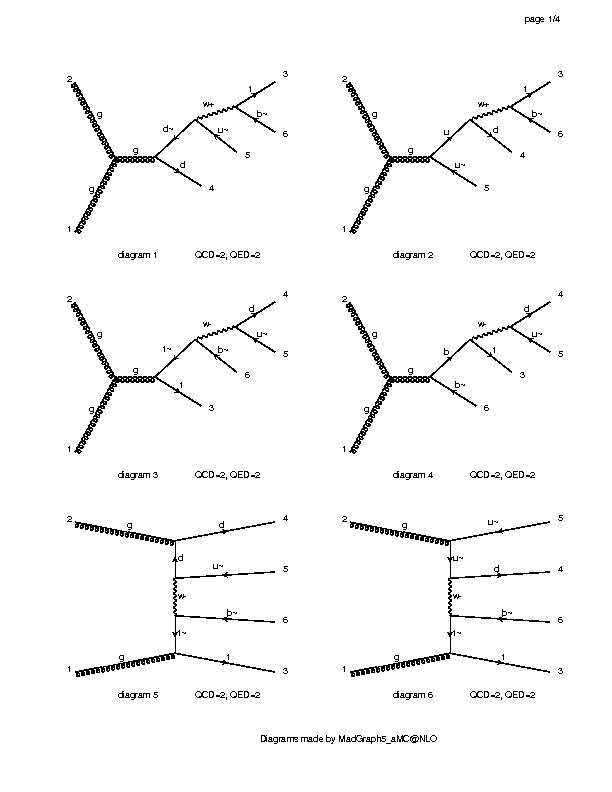 page 1/4
2
g
g
1
g
d~
w+
t
3
b~
6
u~
5
d
4
diagram 1 QCD=2, QED=2
2
g
g
1
g
u
w+
t
3
b~
6
d
4
u~
5
diagram 2 QCD=2, QED=2
2
g
g
1
g
t~
w-
d
4
u~
5
b~
6
t
3
diagram 3 QCD=2, QED=2
2
g
g
1
g
b
w-
d
4
u~
5
t
3
b~
6
diagram 4 QCD=2, QED=2
2
g
d
4
d
u~
5
w-
b~
6
t~
1
g
t
3
diagram 5 QCD=2, QED=2
2
g
u~
5
u~
d
4
w-
b~
6
t~
1
g
t
3
diagram 6 QCD=2, QED=2
Diagrams made by MadGraph5_aMC@NLO